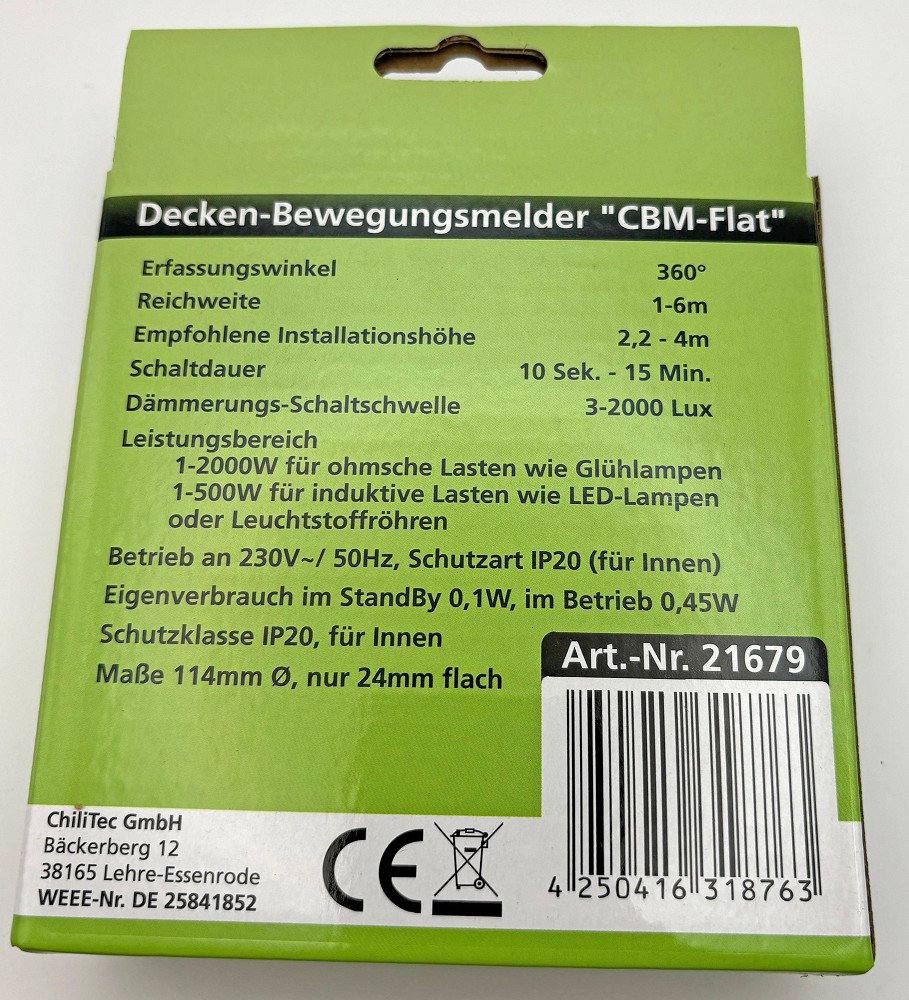 Decken-Bewegungsmelder "CBM-Flat"
Erfassungswinkel 360°
Reichweite 1-6m
Empfohlene Installationshöhe 2,2 - 4m
Schaltdauer 10 Sek. - 15 Min.
Dämmerungs-Schaltschwelle 3-2000 Lux
Leistungsbereich
1-2000W für ohmsche Lasten wie Glühlampen
1-500W für induktive Lasten wie LED-Lampen
oder Leuchtstoffröhren
Betrieb an 230V~/ 50Hz, Schutzart IP20 (für Innen)
Eigenverbrauch im StandBy 0,1W, im Betrieb 0,45W
Schutzklasse IP20, für Innen
Maße 114mm Ø, nur 24mm flach
Art.-Nr. 21679
4 250416 318763
ChiliTec GmbH
Bäckerberg 12
38165 Lehre-Essenrode
WEEE-Nr. DE 25841852
CE